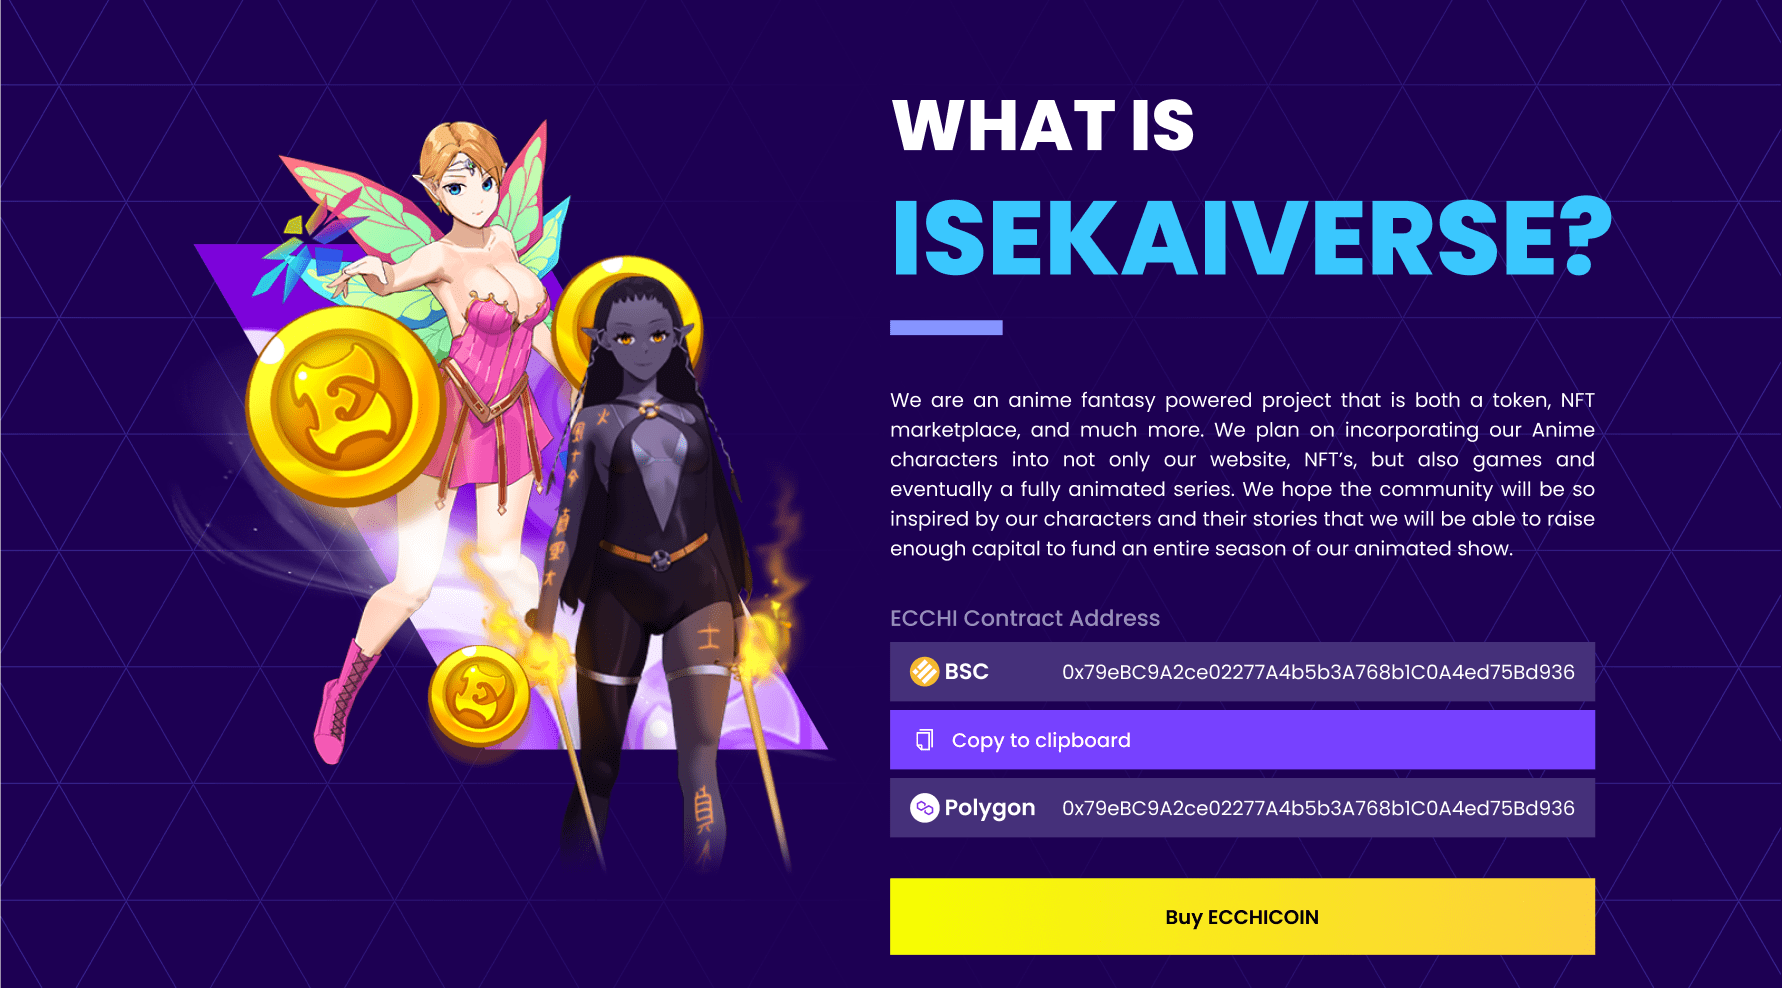 WHAT IS
ISEKAIVERSE?
We are an anime fantasy powered project that is both a token, NFT
marketplace, and much more. We plan on incorporating our Anime
characters into not only our website, NFT’s, but also games and
eventually a fully animated series. We hope the community will be so
inspired by our characters and their stories that we will be able to raise
enough capital to fund an entire season of our animated show.
ECCHI Contract Address
BSC 0x79eBC9A2ce02277A4b5b3A768b1C0A4ed75Bd936
Copy to clipboard
Polygon 0x79eBC9A2ce02277A4b5b3A768b1C0A4ed75Bd936
Buy ECCHICOIN